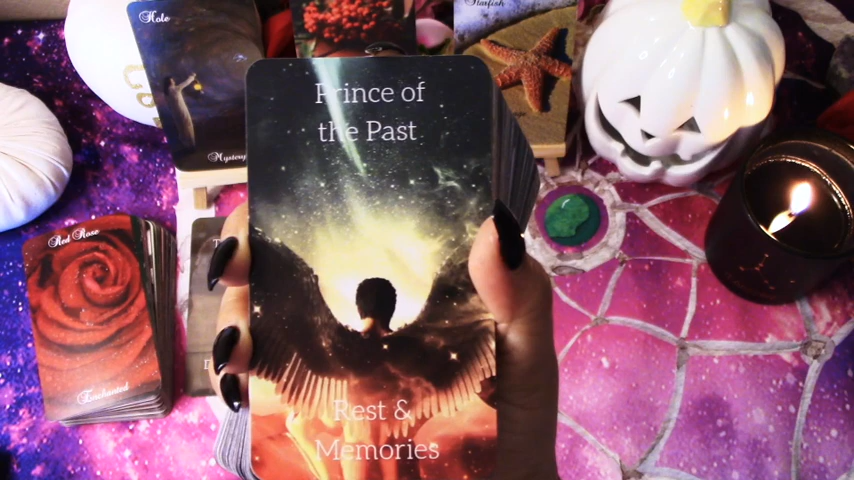 Hole
Mystery
Starfish
Prince of
the Past
Rest &
Memories
Red Rose
Enchanted